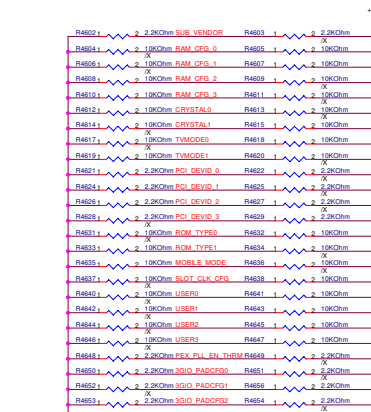 R4602 1 2 2.2KOhm SUB_VENDOR R4603 1 2 2.2KOhm
/X
R4604 1 2 10KOhm RAM_CFG_0 R4605 1 2 10KOhm
/X
R4606 1 2 10KOhm RAM_CFG_1 R4607 1 2 10KOhm
/X
R4608 1 2 10KOhm RAM_CFG_2 R4609 1 2 10KOhm
/X
R4610 1 2 10KOhm RAM_CFG_3 R4611 1 2 10KOhm
/X /X
R4612 1 2 10KOhm CRYSTAL0 R4613 1 2 10KOhm
/X /X
R4614 1 2 10KOhm CRYSTAL1 R4615 1 2 10KOhm
/X
R4617 1 2 10KOhm TVMODE0 R4618 1 2 10KOhm
/X
R4619 1 2 10KOhm TVMODE1 R4620 1 2 10KOhm
/X
R4621 1 2 2.2KOhm PCI_DEVID_0 R4622 1 2 2.2KOhm
/X
R4624 1 2 2.2KOhm PCI_DEVID_1 R4625 1 2 2.2KOhm
/X
R4626 1 2 2.2KOhm PCI_DEVID_2 R4627 1 2 2.2KOhm
/X
R4628 1 2 2.2KOhm PCI_DEVID_3 R4629 1 2 2.2KOhm
R4631 1 2 10KOhm ROM_TYPE0 R4632 1 2 10KOhm
/X
R4633 1 2 10KOhm ROM_TYPE1 R4634 1 2 10KOhm
/X
R4635 1 2 10KOhm MOBILE_MODE R4636 1 2 10KOhm
/X
R4637 1 2 10KOhm SLOT_CLK_CFG R4638 1 2 10KOhm
/X
R4640 1 2 10KOhm USER0 R4641 1 2 10KOhm
/X
R4642 1 2 10KOhm USER1 R4643 1 2 10KOhm
/X
R4644 1 2 10KOhm USER2 R4645 1 2 10KOhm
/X
R4646 1 2 10KOhm USER3 R4647 1 2 10KOhm
/X
R4648 1 2 2.2KOhm PEX_PLL_EN_THRM R4649 1 2 2.2KOhm
/X
R4650 1 2 2.2KOhm 3GIO_PADCFG0 R4651 1 2 2.2KOhm
/X
R4652 1 2 2.2KOhm 3GIO_PADCFG1 R4656 1 2 2.2KOhm
/X
R4653 1 2 2.2KOhm 3GIO_PADCFG2 R4654 1 2 2.2KOhm
/X